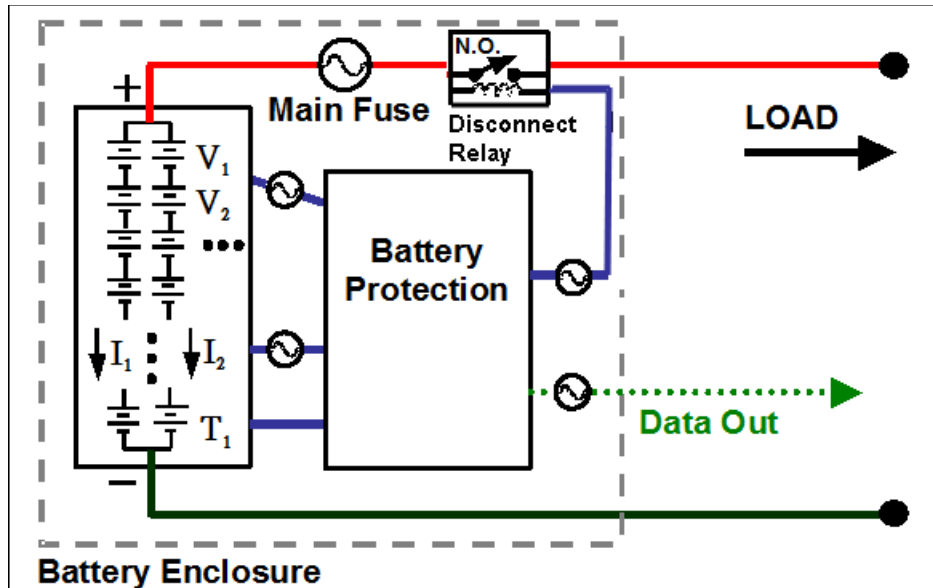 N.O.
+
Main Fuse
Disconnect
Relay
LOAD
V1
V2
•••
Battery
Protection
I1
I2
T1
Data Out
−
Battery Enclosure